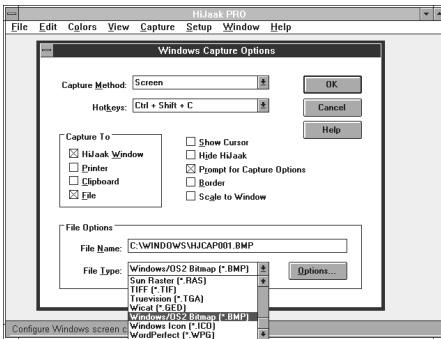 HiJaak PRO
File Edit Colors View Capture Setup Window Help
Windows Capture Options
Capture Method: Screen
OK
Hotkeys: Ctrl + Shift + C
Cancel
Help
Capture To
HiJaak Window
Printer
Clipboard
File
Show Cursor
Hide HiJaak
Prompt for Capture Options
Border
Scale to Window
File Options
File Name: C:\WINDOWS\HJCAP001.BMP
File Type: Windows/OS2 Bitmap (*.BMP)
Options...
Sun Raster (*.RAS)
TIFF (*.TIF)
Truevision (*.TGA)
Wicat (*.GED)
Windows/OS2 Bitmap (*.BMP)
Windows Icon (*.ICO)
WordPerfect (*.WPG)
Configure Windows screen c